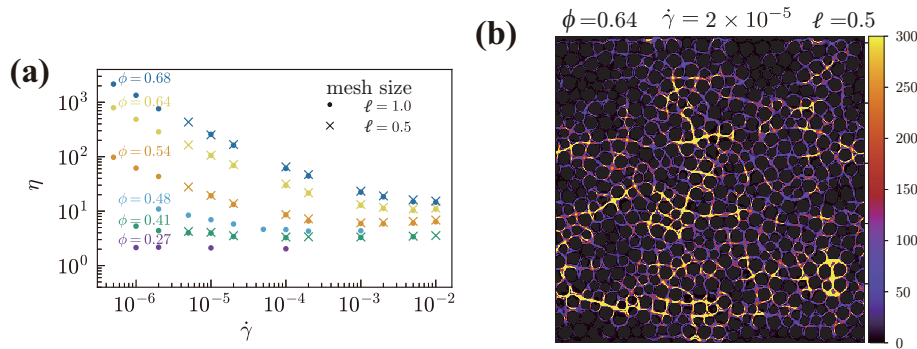 (a)
mesh size
ℓ = 1.0
ℓ = 0.5
ϕ = 0.68
ϕ = 0.64
ϕ = 0.54
ϕ = 0.48
ϕ = 0.41
ϕ = 0.27
η
10³
10²
10¹
10⁰
10⁻⁶ 10⁻⁵ 10⁻⁴ 10⁻³ 10⁻²
γ̇
(b)
ϕ =0.64 γ̇ = 2 × 10⁻⁵ ℓ =0.5
300
250
200
150
100
50
0